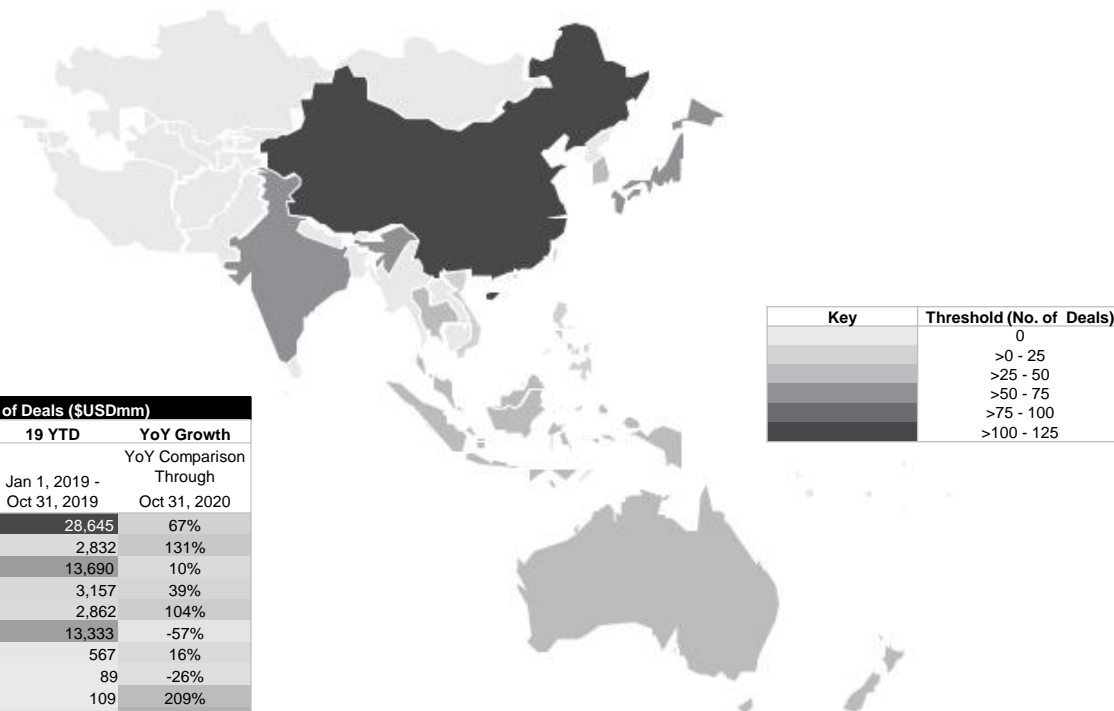 Key Threshold (No. of Deals)
0
>0 - 25
>25 - 50
>50 - 75
>75 - 100
>100 - 125
of Deals ($USDmm)
19 YTD YoY Growth
Jan 1, 2019 -
Oct 31, 2019
YoY Comparison
Through
Oct 31, 2020
28,645 67%
2,832 131%
13,690 10%
3,157 39%
2,862 104%
13,333 -57%
567 16%
89 -26%
109 209%